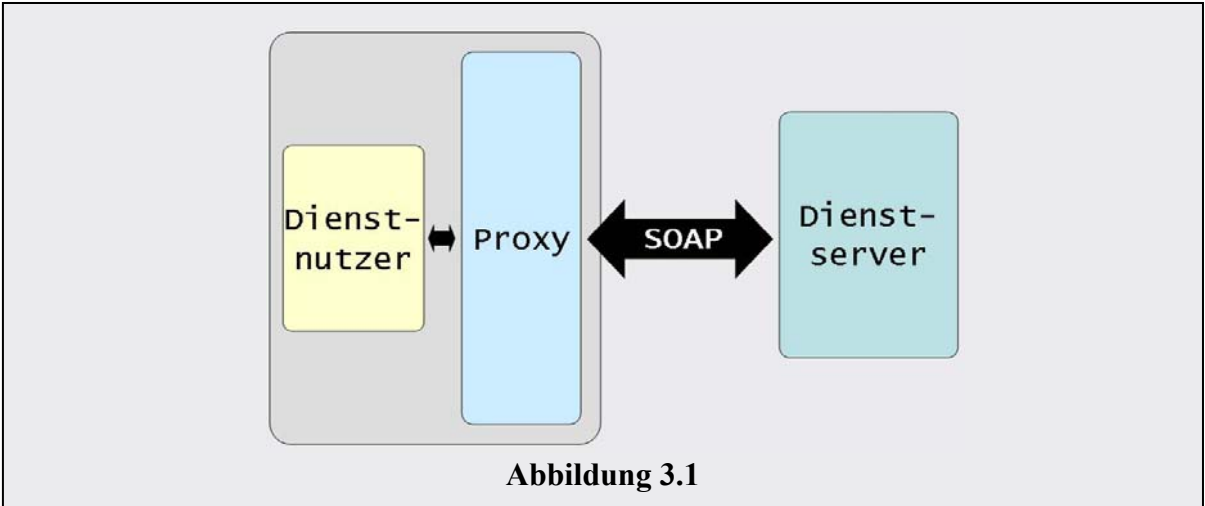 Dienst-
nutzer
Proxy
SOAP
Dienst-
server
Abbildung 3.1